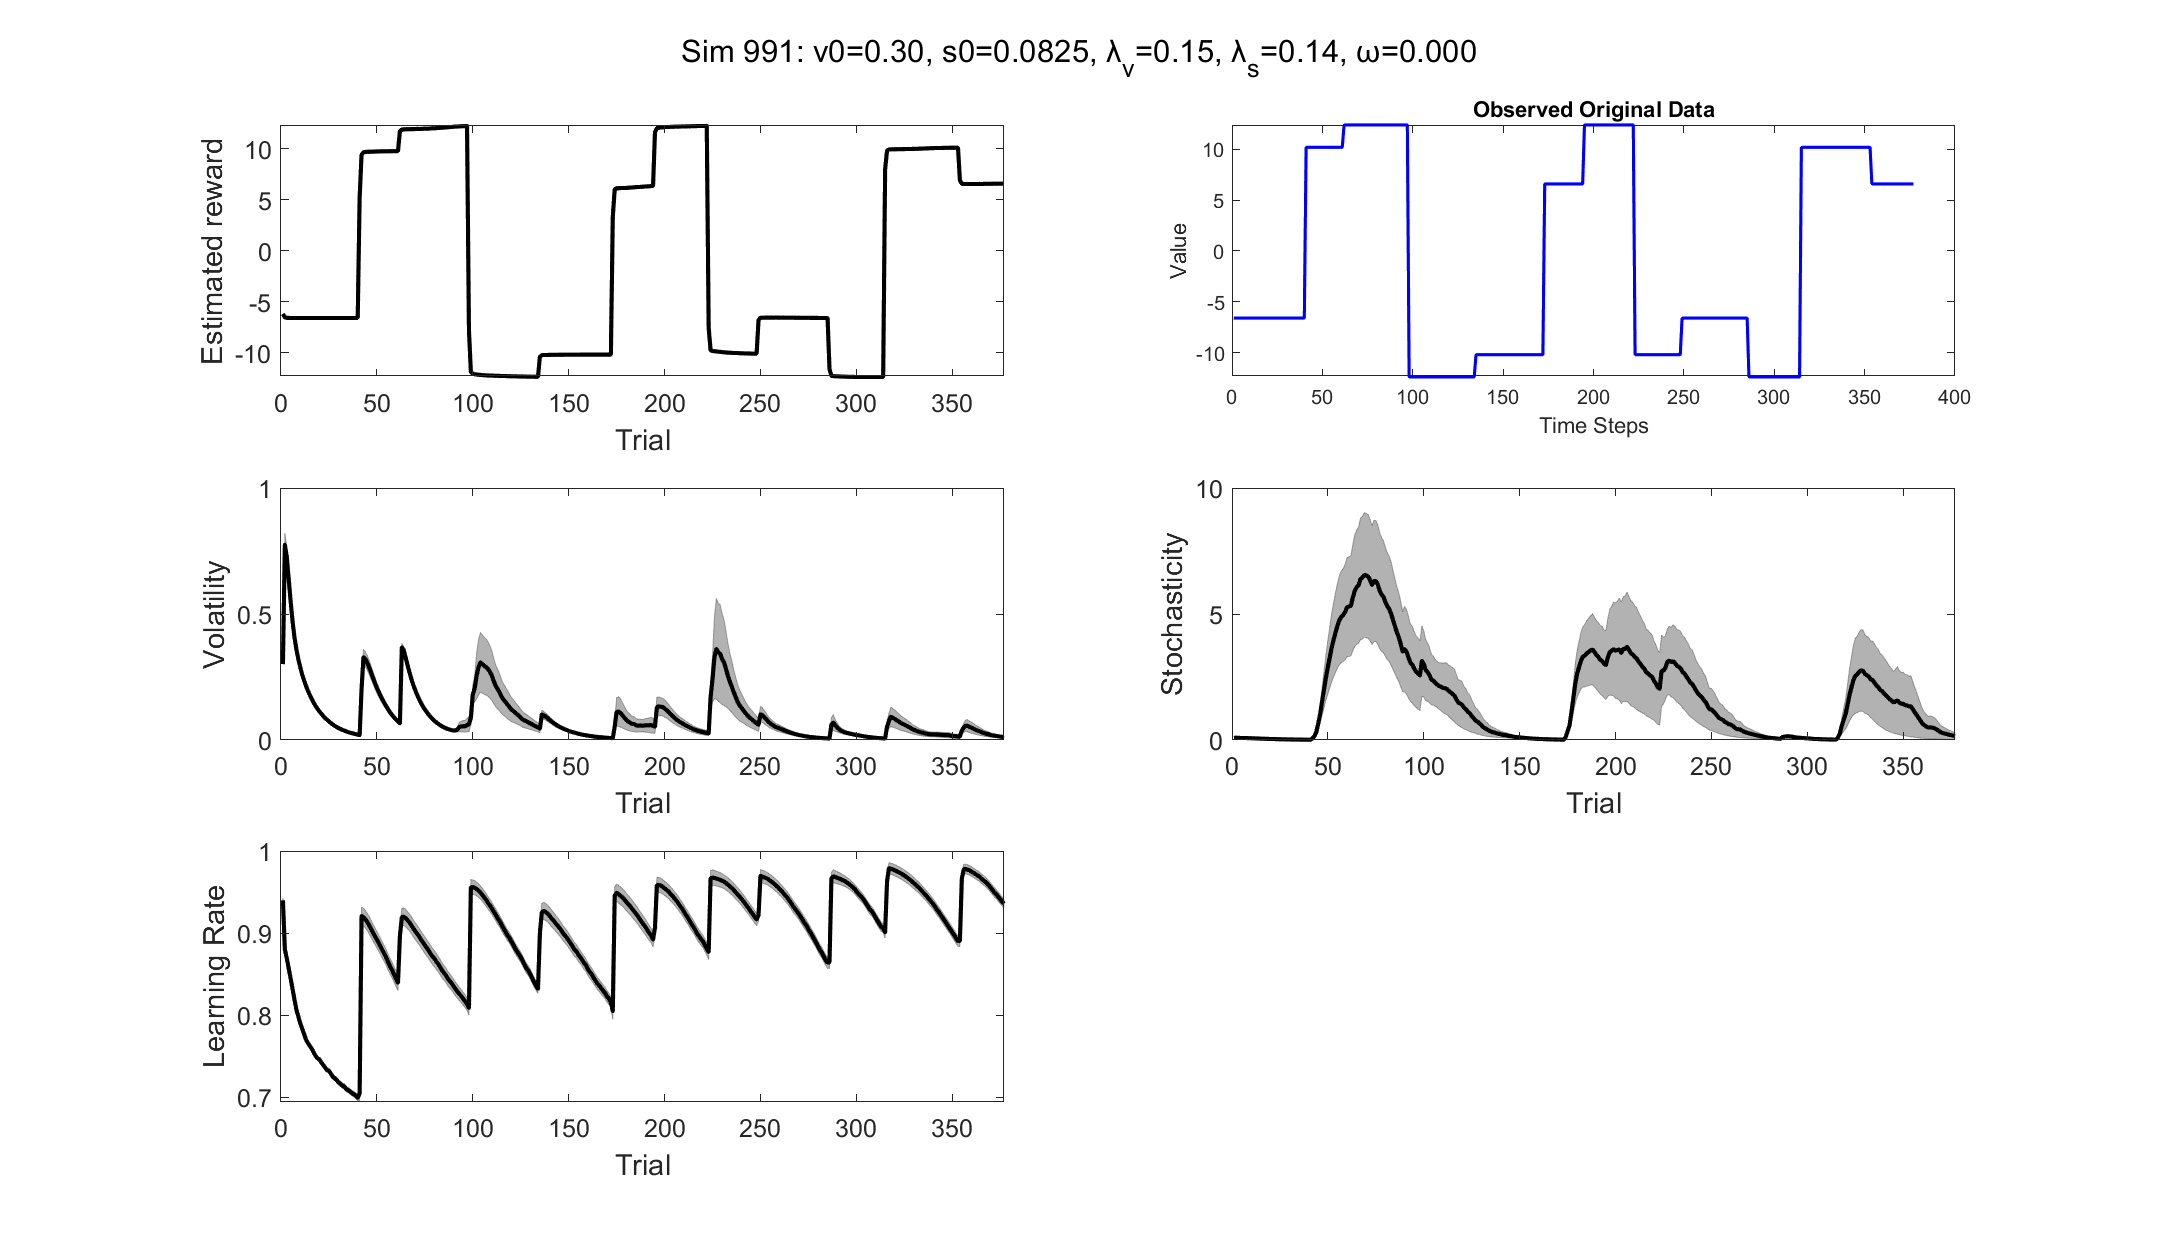 Sim 991: v0=0.30, s0=0.0825, λv=0.15, λs=0.14, ω=0.000
Estimated reward
10
5
0
-5
-10
0 50 100 150 200 250 300 350
Trial
Observed Original Data
Value
10
5
0
-5
-10
0 50 100 150 200 250 300 350 400
Time Steps
Volatility
1
0.5
0
0 50 100 150 200 250 300 350
Trial
Stochasticity
10
5
0
0 50 100 150 200 250 300 350
Trial
Learning Rate
1
0.9
0.8
0.7
0 50 100 150 200 250 300 350
Trial